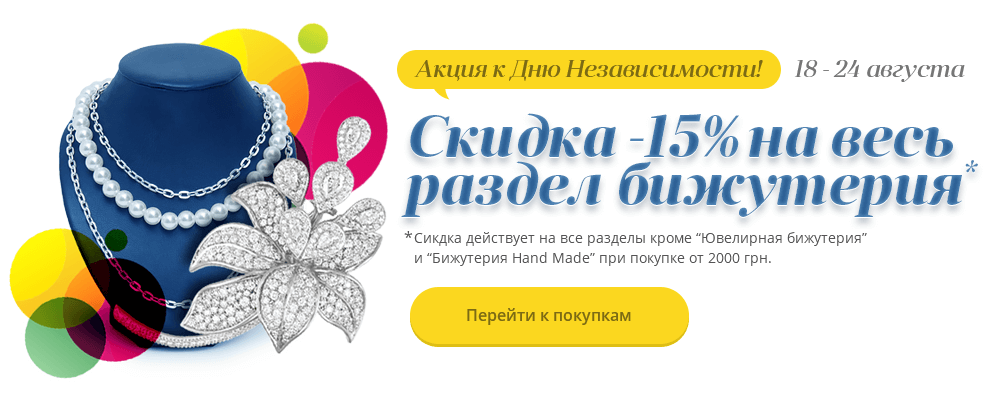 Акция к Дню Независимости! 18 - 24 августа
Скидка -15% на весь
раздел бижутерия*
*Сикдка действует на все разделы кроме “Ювелирная бижутерия”
и “Бижутерия Hand Made” при покупке от 2000 грн.
Перейти к покупкам